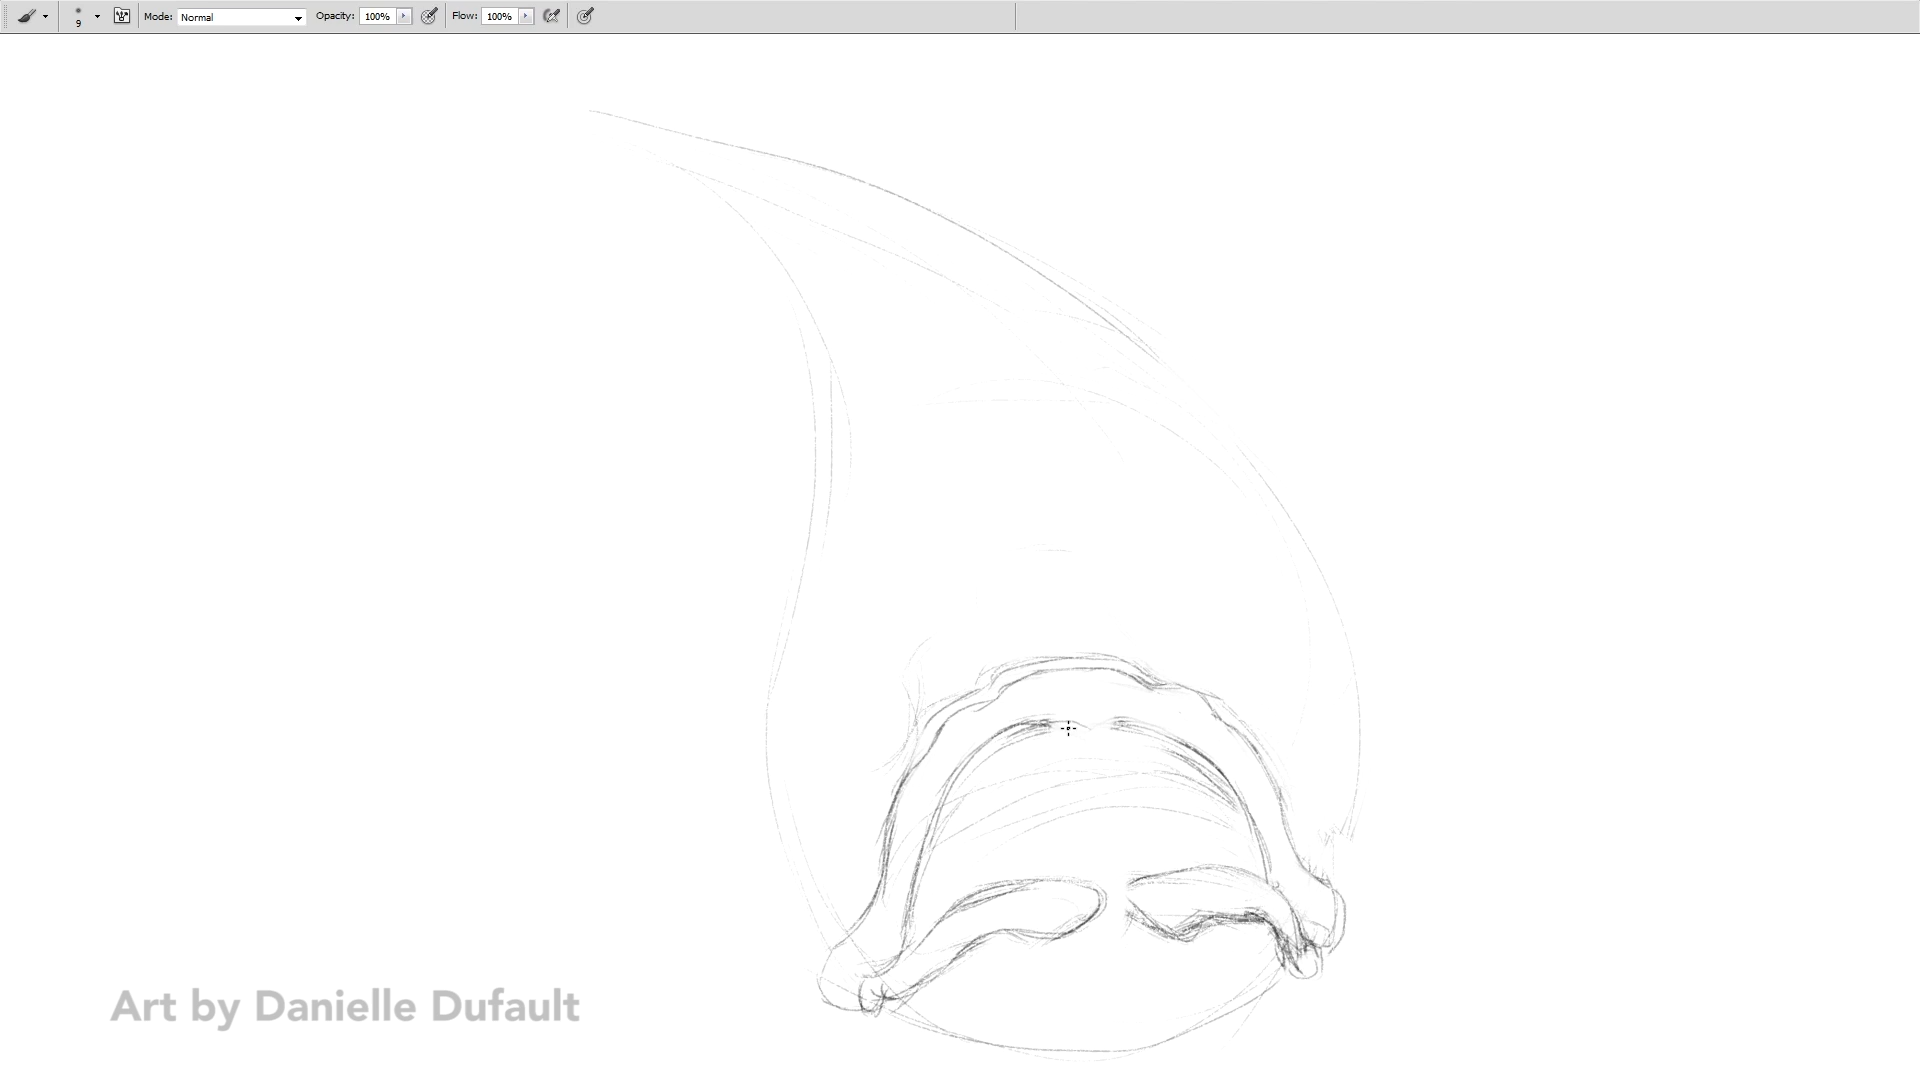 9 Mode: Normal Opacity: 100% Flow: 100%
Art by Danielle Dufault